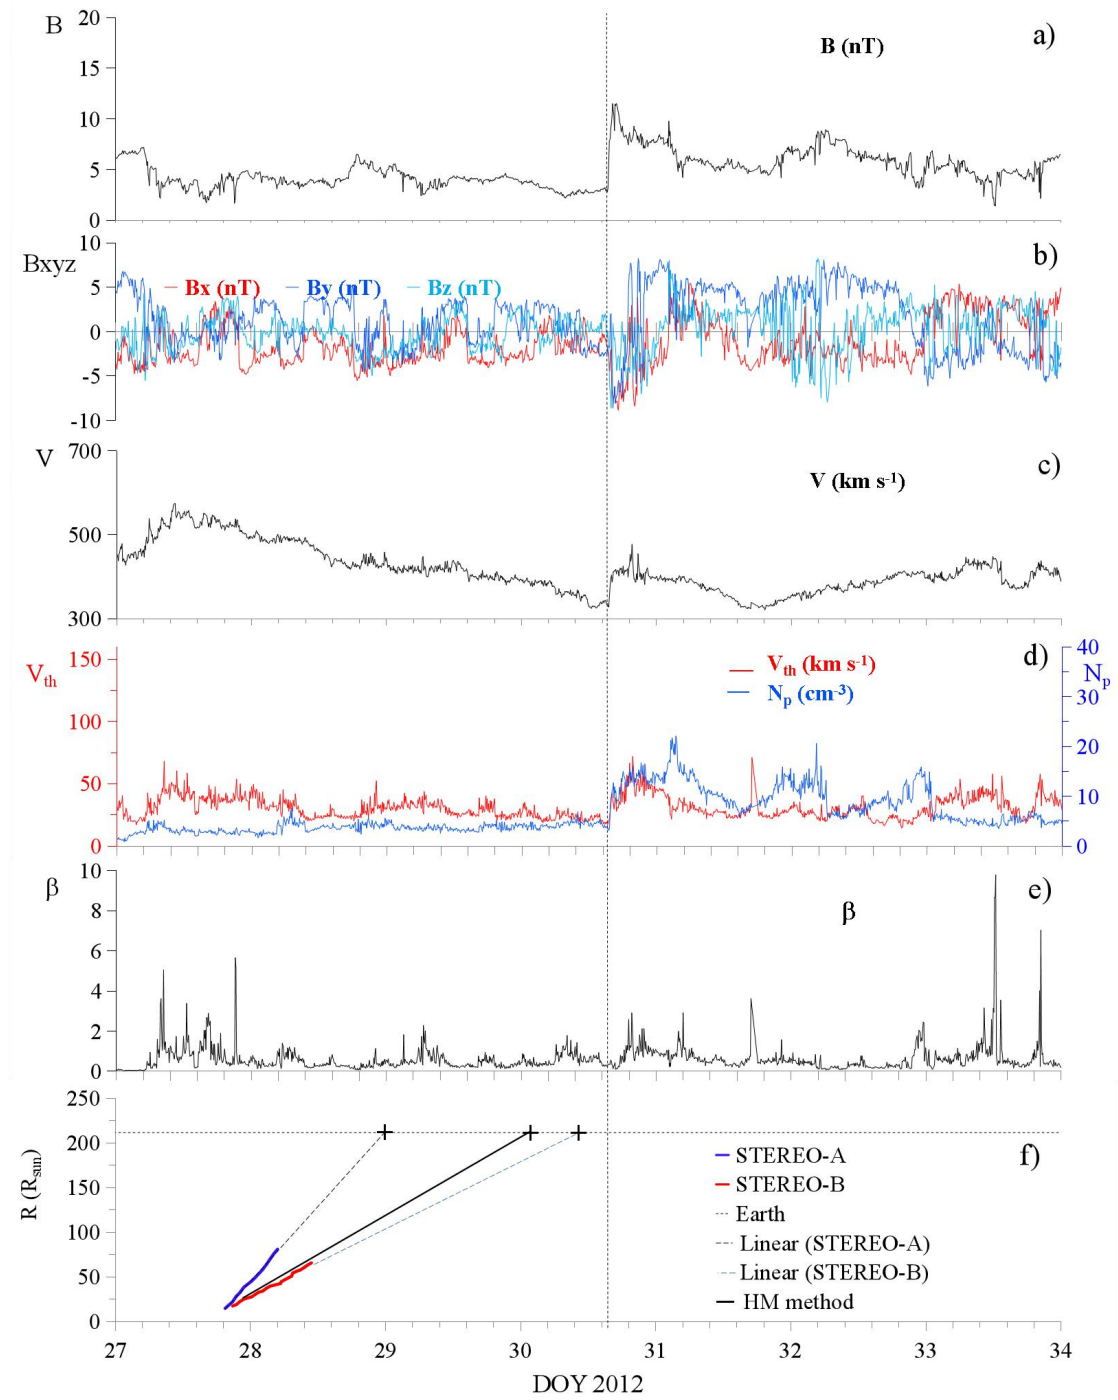 B
20
15
10
5
0
B (nT)
a)
Bxyz
10
5
0
-5
-10
Bx (nT)
By (nT)
Bz (nT)
b)
V
700
500
300
V (km s-1)
c)
Vth
150
100
50
0
Vth (km s-1)
Np (cm-3)
d)
Np
40
30
20
10
0
β
10
8
6
4
2
0
β
e)
R (Rsun)
250
200
150
100
50
0
f)
STEREO-A
STEREO-B
Earth
Linear (STEREO-A)
Linear (STEREO-B)
HM method
27 28 29 30 31 32 33 34
DOY 2012